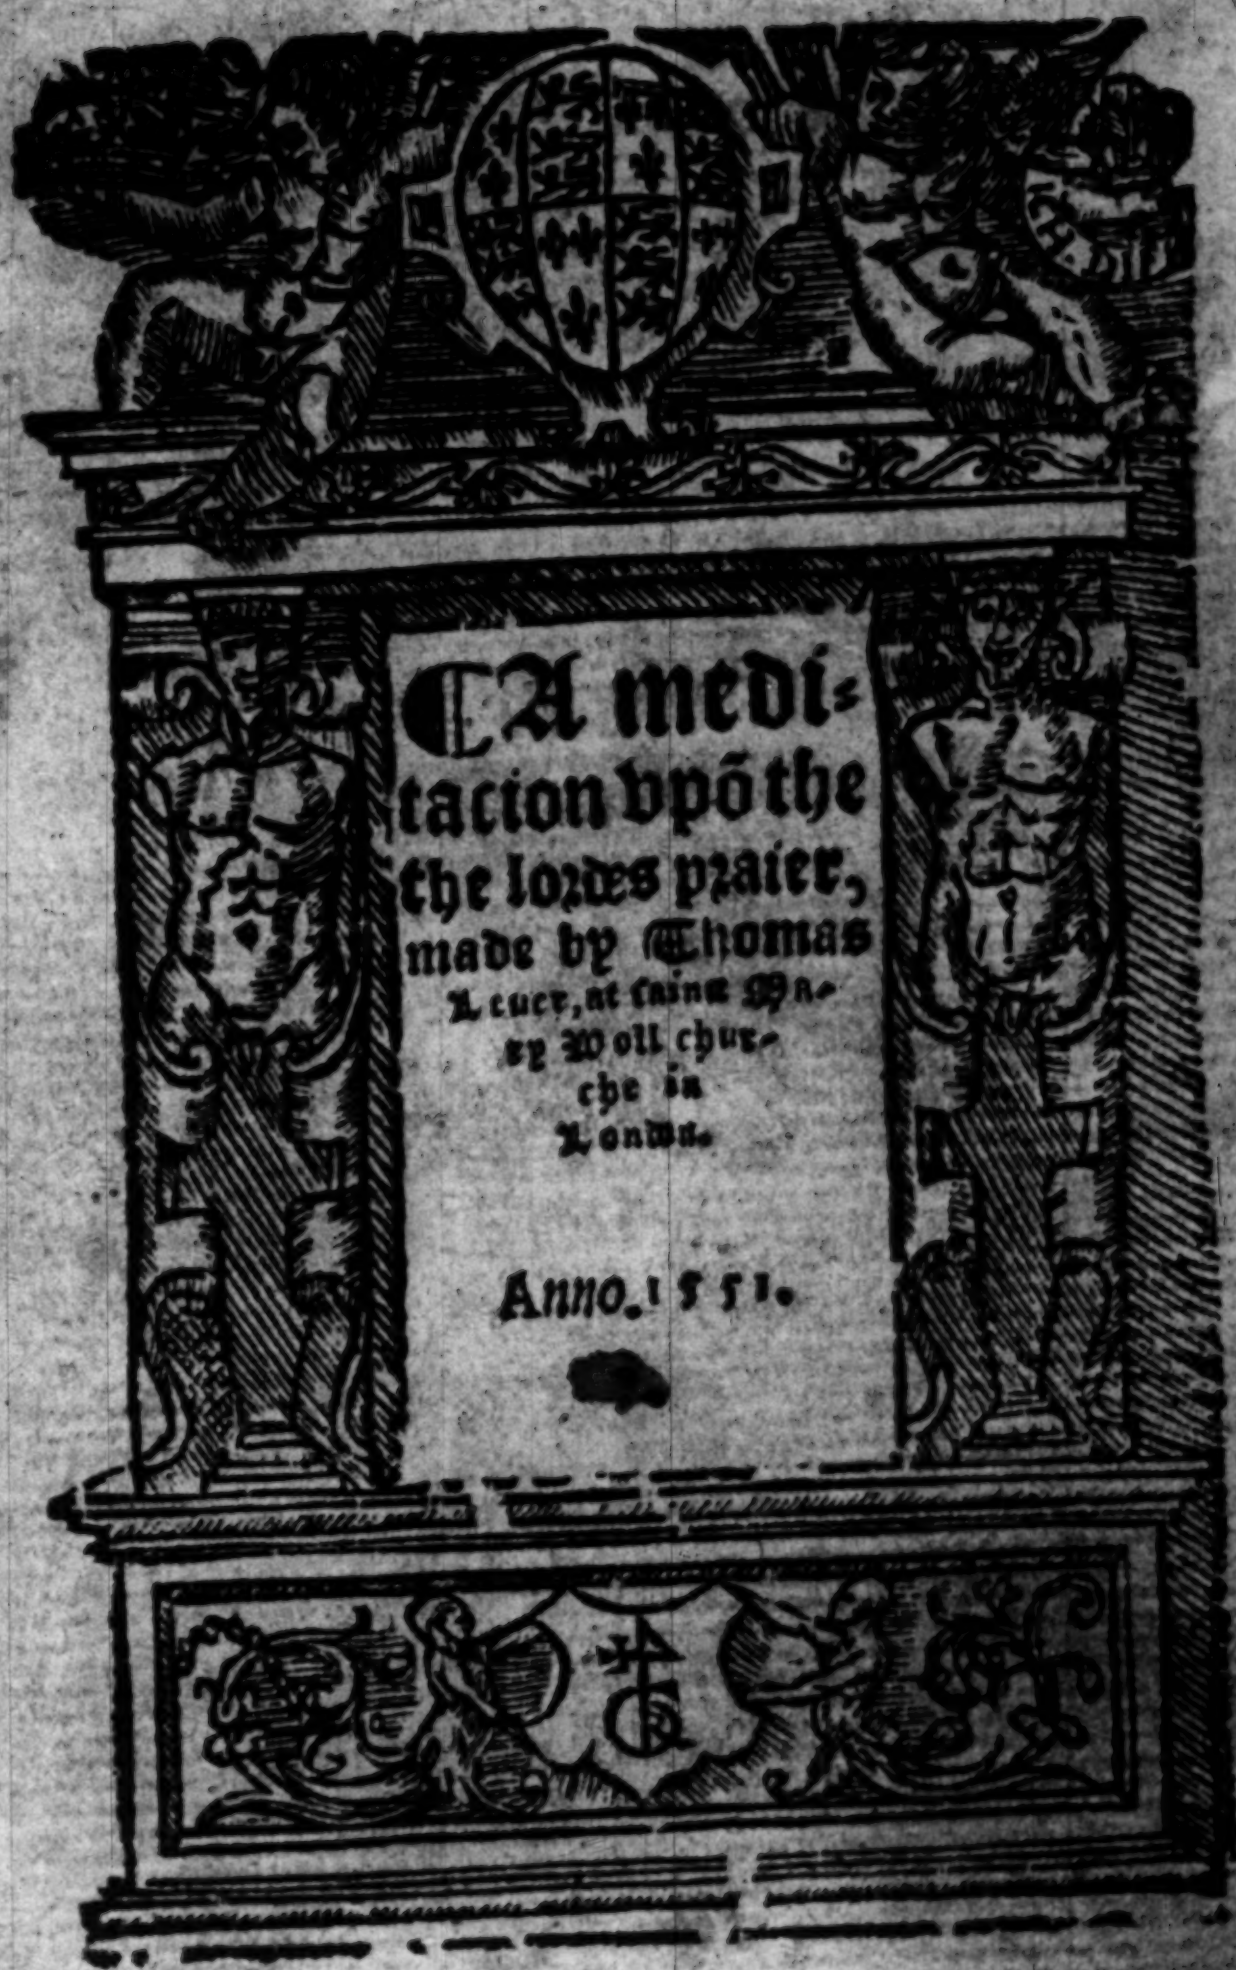 ¶A medi-
tacion vpõ the
the lordes praier,
made by Thomas
Leuer, at sainct Ma-
ry Woll chur-
che in
London.
Anno. 1551.